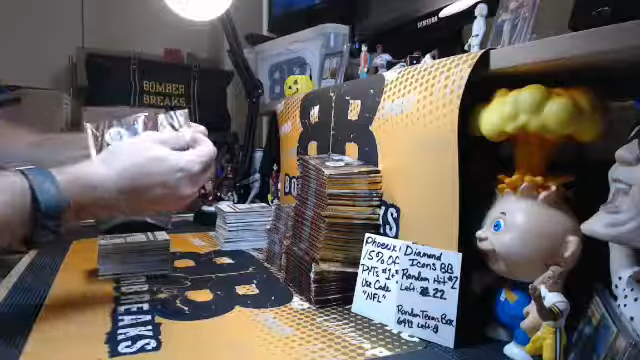 SAMSUNG
BOMBER
BREAKS
BB
BREAKS
Phoenix
15% Off
PYTs #1+
Use Code
"NFL"
Diamond
Icons BB
Random Hit #2
Left: 22
Random Teams Box
Left: 8